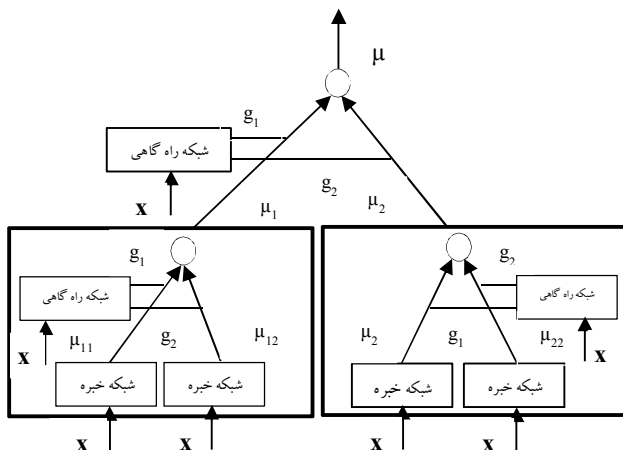 μ
g1
شبکه راه گاهی
g2
x
μ1
μ2
g1
g2
شبکه راه گاهی
شبکه راه گاهی
x
μ11
g2
μ12
μ2
g1
μ22
x
شبکه خبره
شبکه خبره
شبکه خبره
شبکه خبره
x
x
x
x